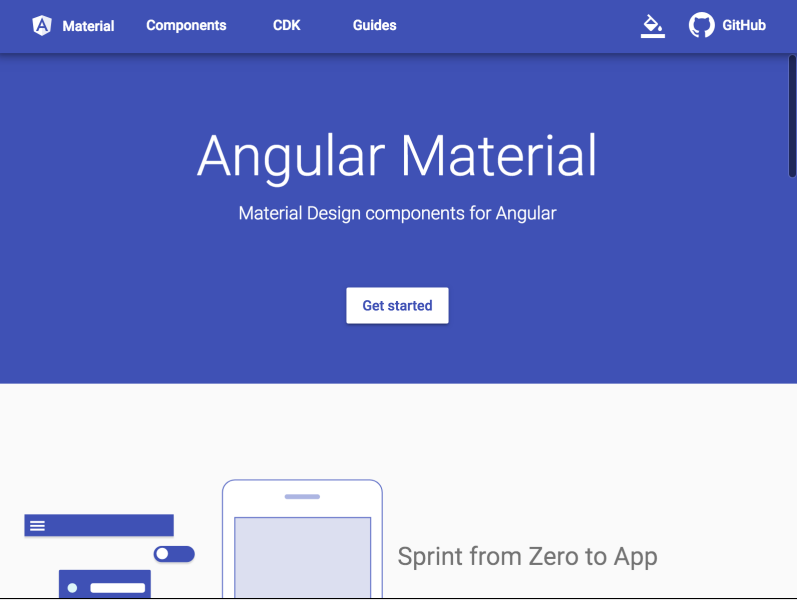 Material Components CDK Guides GitHub
Angular Material
Material Design components for Angular
Get started
Sprint from Zero to App